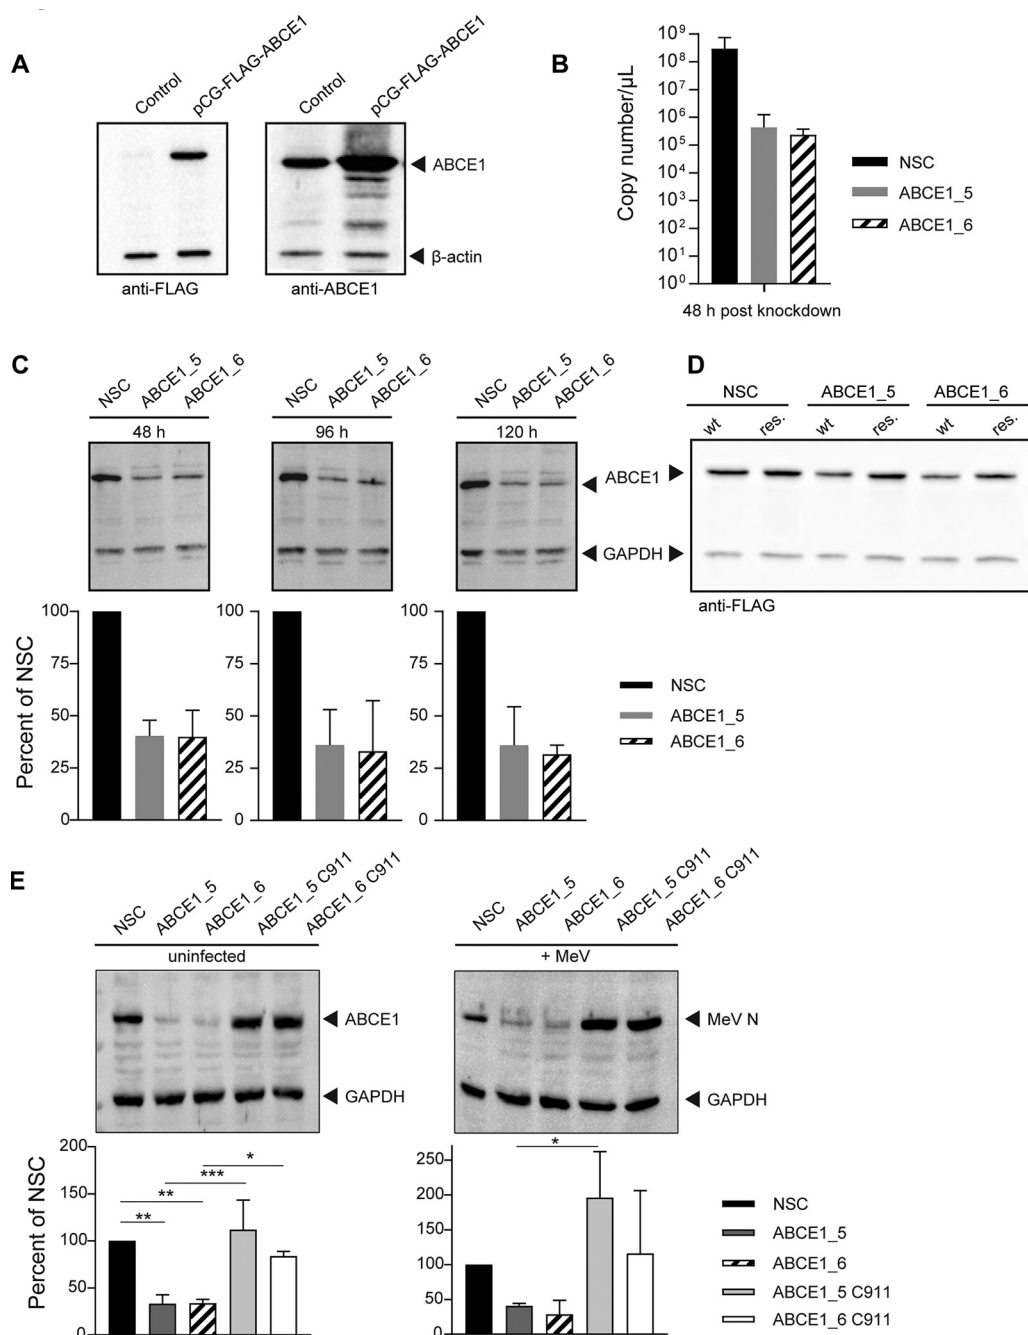 A
Control
pCG-FLAG-ABCE1
Control
pCG-FLAG-ABCE1
ABCE1
β-actin
anti-FLAG
anti-ABCE1
B
Copy number/µL
10⁹
10⁸
10⁷
10⁶
10⁵
10⁴
10³
10²
10¹
10⁰
48 h post knockdown
NSC
ABCE1_5
ABCE1_6
C
NSC
ABCE1_5
ABCE1_6
48 h
NSC
ABCE1_5
ABCE1_6
96 h
NSC
ABCE1_5
ABCE1_6
120 h
ABCE1
GAPDH
Percent of NSC
100
75
50
25
0
100
75
50
25
0
100
75
50
25
0
NSC
ABCE1_5
ABCE1_6
D
NSC ABCE1_5 ABCE1_6
wt res. wt res. wt res.
anti-FLAG
E
NSC
ABCE1_5
ABCE1_6
ABCE1_5 C911
ABCE1_6 C911
uninfected
ABCE1
GAPDH
Percent of NSC
200
150
100
50
0
*
***
**
**
NSC
ABCE1_5
ABCE1_6
ABCE1_5 C911
ABCE1_6 C911
+ MeV
MeV N
GAPDH
250
200
150
100
50
0
*
NSC
ABCE1_5
ABCE1_6
ABCE1_5 C911
ABCE1_6 C911